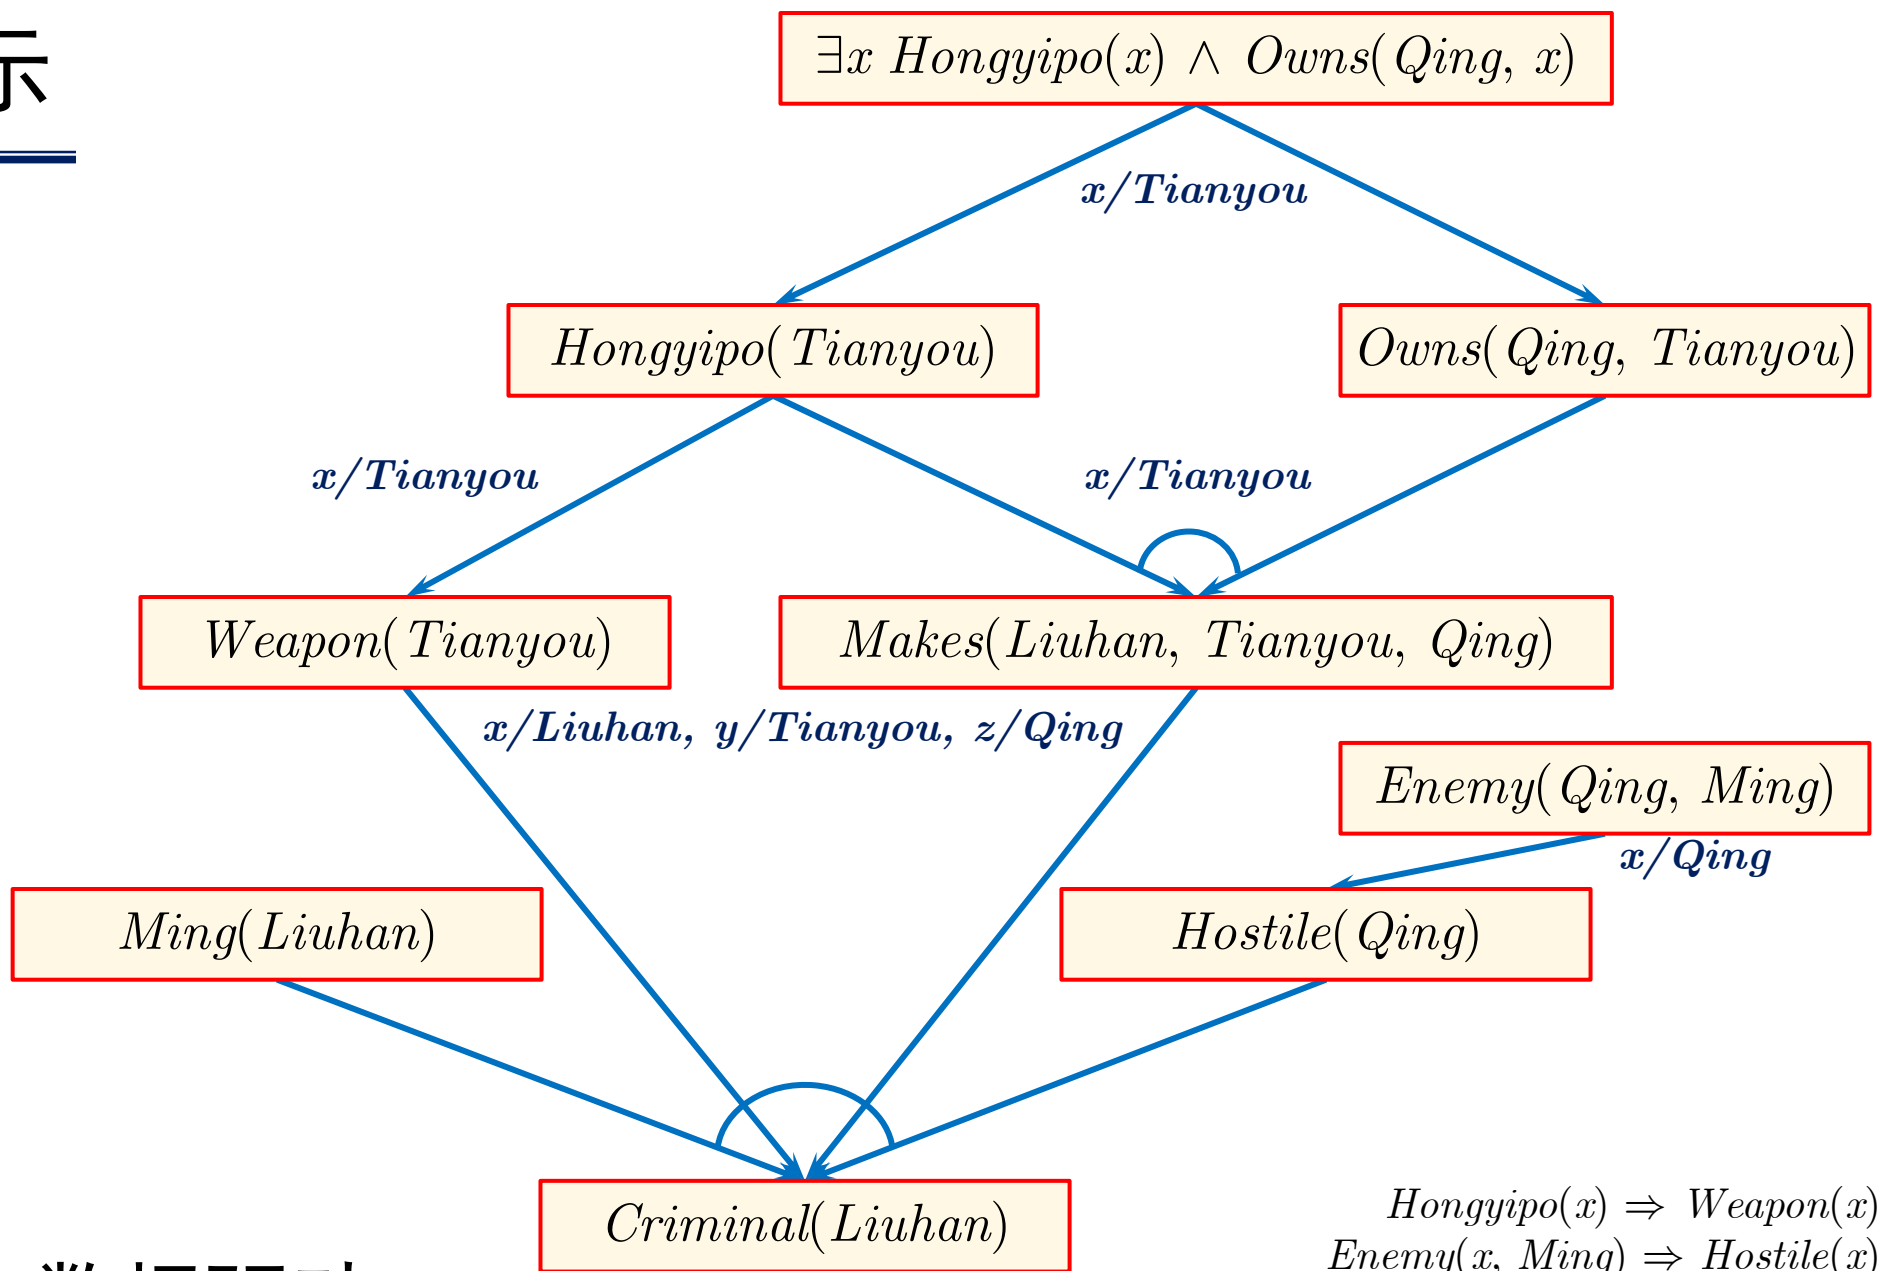 示
∃x Hongyipo(x) ∧ Owns(Qing, x)
x/Tianyou
Hongyipo(Tianyou)
Owns(Qing, Tianyou)
x/Tianyou
x/Tianyou
Weapon(Tianyou)
Makes(Liuhan, Tianyou, Qing)
x/Liuhan, y/Tianyou, z/Qing
Enemy(Qing, Ming)
x/Qing
Ming(Liuhan)
Hostile(Qing)
Criminal(Liuhan)
Hongyipo(x) ⇒ Weapon(x)
Enemy(x, Ming) ⇒ Hostile(x)